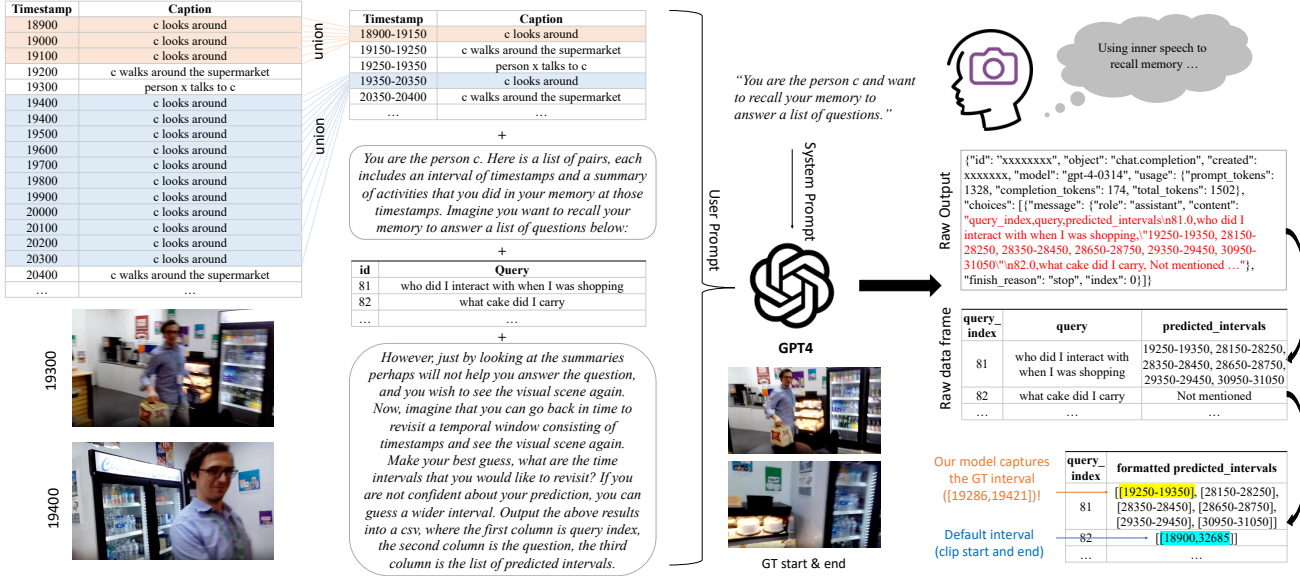 Timestamp Caption
18900 c looks around
19000 c looks around
19100 c looks around
19200 c walks around the supermarket
19300 person x talks to c
19400 c looks around
19400 c looks around
19500 c looks around
19600 c looks around
19700 c looks around
19800 c looks around
19900 c looks around
20000 c looks around
20100 c looks around
20200 c looks around
20300 c looks around
20400 c walks around the supermarket
… …
union
union
19300
19400
Timestamp Caption
18900-19150 c looks around
19150-19250 c walks around the supermarket
19250-19350 person x talks to c
19350-20350 c looks around
20350-20400 c walks around the supermarket
… …
+
You are the person c. Here is a list of pairs, each
includes an interval of timestamps and a summary
of activities that you did in your memory at those
timestamps. Imagine you want to recall your
memory to answer a list of questions below:
+
id Query
81 who did I interact with when I was shopping
82 what cake did I carry
… …
+
However, just by looking at the summaries
perhaps will not help you answer the question,
and you wish to see the visual scene again.
Now, imagine that you can go back in time to
revisit a temporal window consisting of
timestamps and see the visual scene again.
Make your best guess, what are the time
intervals that you would like to revisit? If you
are not confident about your prediction, you can
guess a wider interval. Output the above results
into a csv, where the first column is query index,
the second column is the question, the third
column is the list of predicted intervals.
User Prompt
“You are the person c and want
to recall your memory to
answer a list of questions.”
System Prompt
GPT4
GT start & end
Using inner speech to
recall memory …
Raw Output
{"id": ”xxxxxxxx", "object": "chat.completion", "created":
xxxxxxx, "model": "gpt-4-0314", "usage": {"prompt_tokens":
1328, "completion_tokens": 174, "total_tokens": 1502},
"choices": [{"message": {"role": "assistant", "content":
"query_index,query,predicted_intervals\n81.0,who did I
interact with when I was shopping,\"19250-19350, 28150-
28250, 28350-28450, 28650-28750, 29350-29450, 30950-
31050\"\n82.0,what cake did I carry, Not mentioned …"},
"finish_reason": "stop", "index": 0}]}
Raw data frame
query_
index query predicted_intervals
81 who did I interact with
when I was shopping 19250-19350, 28150-28250,
28350-28450, 28650-28750,
29350-29450, 30950-31050
82 what cake did I carry Not mentioned
… … …
Our model captures
the GT interval
([19286,19421])!
Default interval
(clip start and end)
query_
index formatted predicted_intervals
81 [[19250-19350], [28150-28250],
[28350-28450], [28650-28750],
[29350-29450], [30950-31050]]
82 [[18900,32685]]
… …